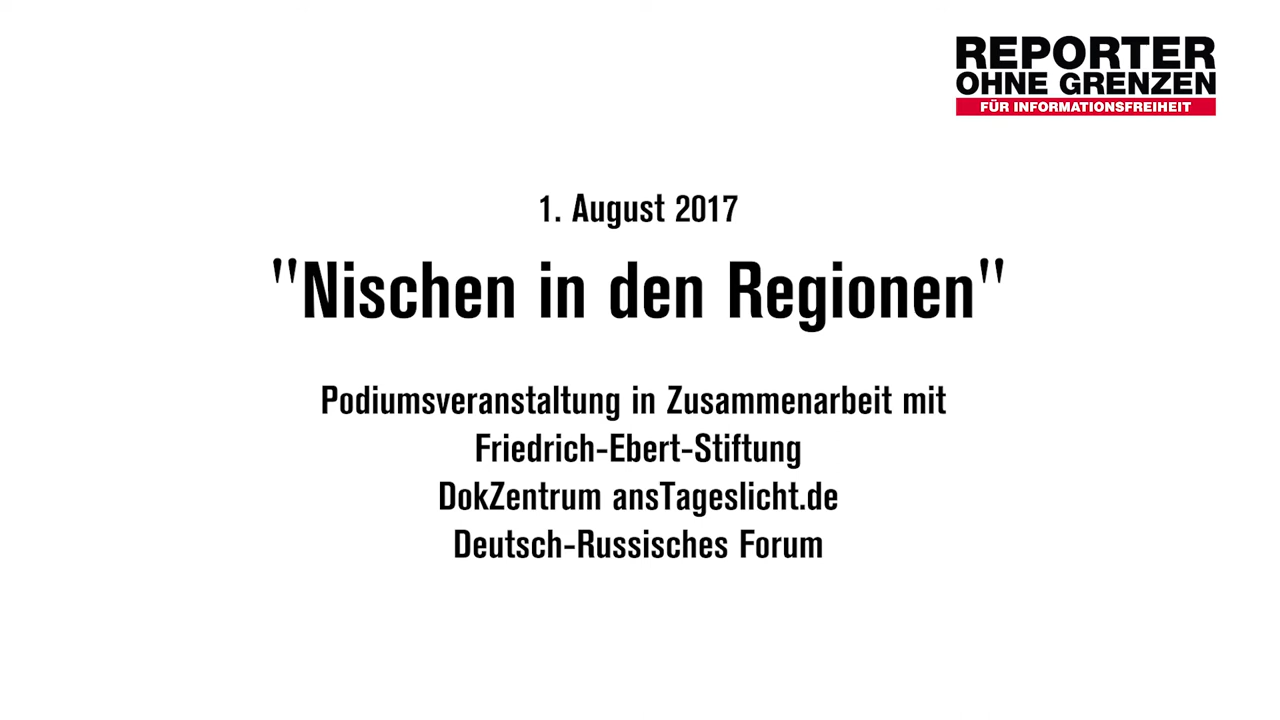 REPORTER
OHNE GRENZEN
FÜR INFORMATIONSFREIHEIT
1. August 2017
"Nischen in den Regionen"
Podiumsveranstaltung in Zusammenarbeit mit
Friedrich-Ebert-Stiftung
DokZentrum ansTageslicht.de
Deutsch-Russisches Forum